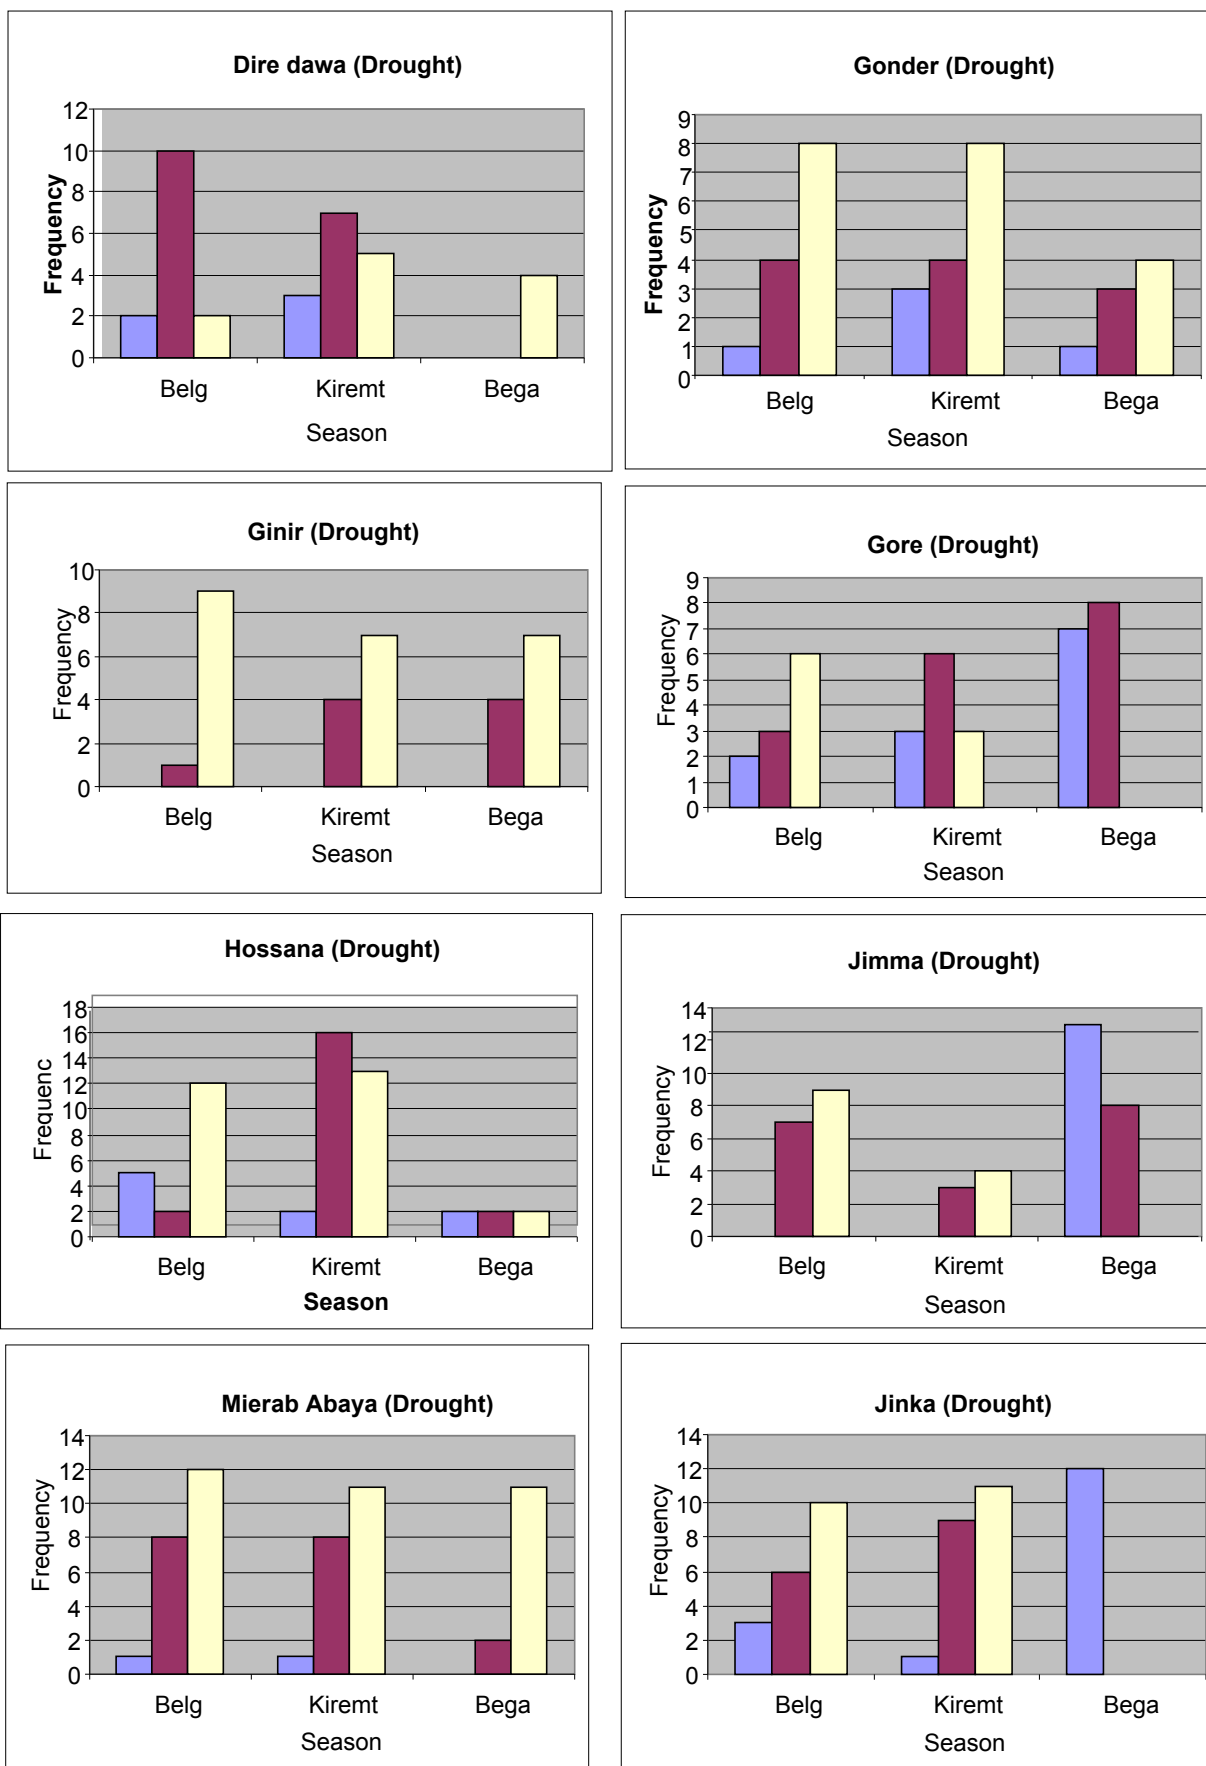 Dire dawa (Drought)
Frequency
12
10
8
6
4
2
0
Belg Kiremt Bega
Season
Gonder (Drought)
Frequency
9
8
7
6
5
4
3
2
1
0
Belg Kiremt Bega
Season
Ginir (Drought)
Frequency
10
8
6
4
2
0
Belg Kiremt Bega
Season
Gore (Drought)
Frequency
9
8
7
6
5
4
3
2
1
0
Belg Kiremt Bega
Season
Hossana (Drought)
Frequenc
18
16
14
12
10
8
6
4
2
0
Belg Kiremt Bega
Season
Jimma (Drought)
Frequency
14
12
10
8
6
4
2
0
Belg Kiremt Bega
Season
Mierab Abaya (Drought)
Frequency
14
12
10
8
6
4
2
0
Belg Kiremt Bega
Season
Jinka (Drought)
Frequency
14
12
10
8
6
4
2
0
Belg Kiremt Bega
Season